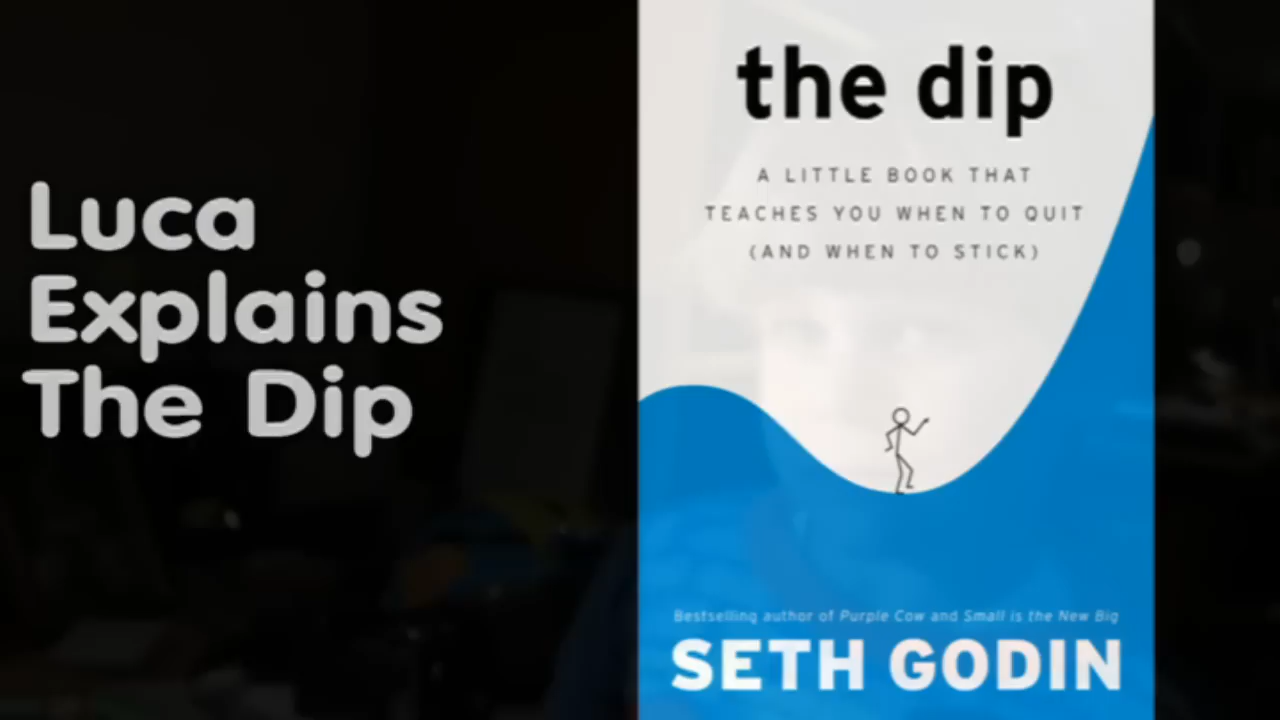 Luca
Explains
The Dip
the dip
A LITTLE BOOK THAT
TEACHES YOU WHEN TO QUIT
(AND WHEN TO STICK)
Bestselling author of Purple Cow and Small is the New Big
SETH GODIN